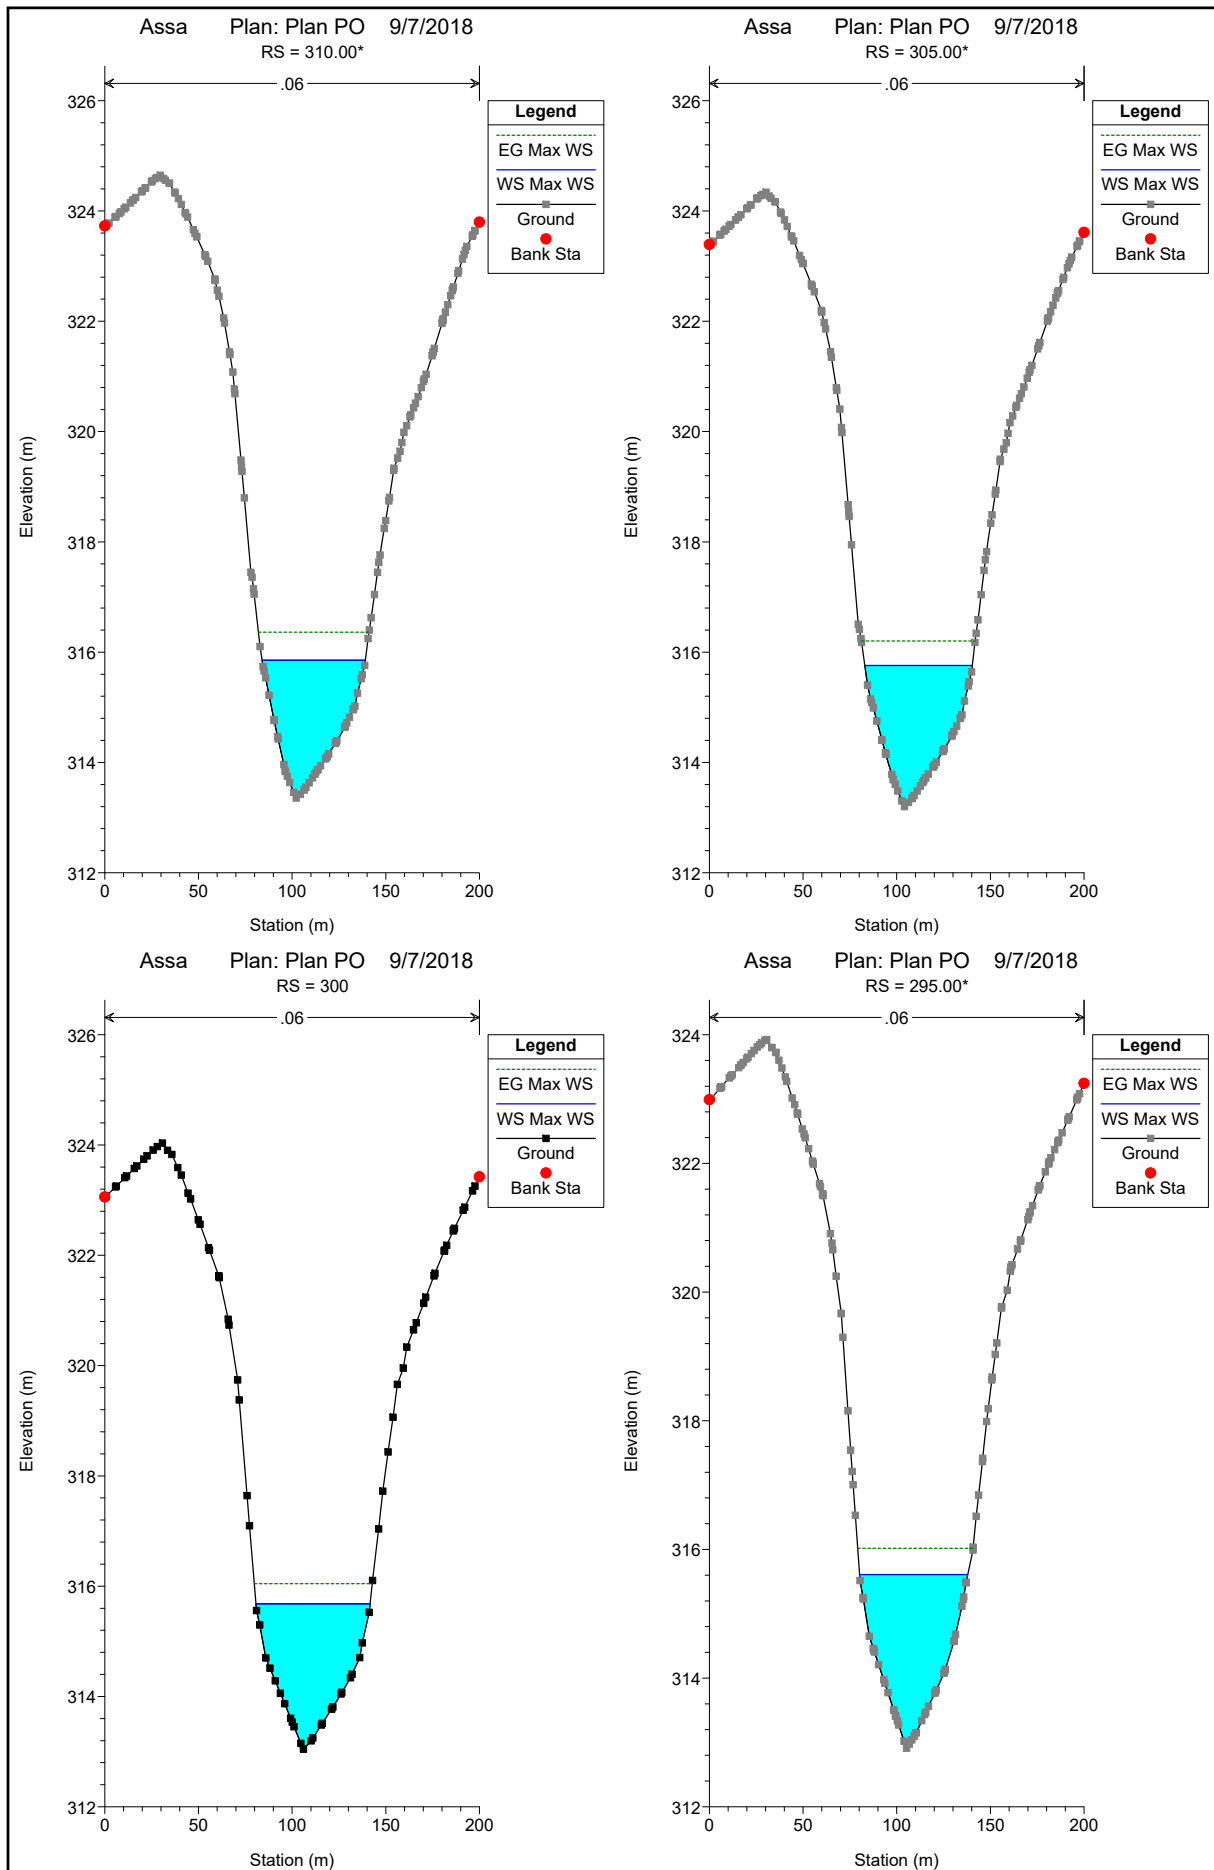 Assa Plan: Plan PO 9/7/2018
RS = 310.00*
.06
Legend
EG Max WS
WS Max WS
Ground
Bank Sta
326
324
322
320
318
316
314
312
0 50 100 150 200
Station (m)
Elevation (m)
Assa Plan: Plan PO 9/7/2018
RS = 305.00*
.06
Legend
EG Max WS
WS Max WS
Ground
Bank Sta
326
324
322
320
318
316
314
312
0 50 100 150 200
Station (m)
Elevation (m)
Assa Plan: Plan PO 9/7/2018
RS = 300
.06
Legend
EG Max WS
WS Max WS
Ground
Bank Sta
326
324
322
320
318
316
314
312
0 50 100 150 200
Station (m)
Elevation (m)
Assa Plan: Plan PO 9/7/2018
RS = 295.00*
.06
Legend
EG Max WS
WS Max WS
Ground
Bank Sta
324
322
320
318
316
314
312
0 50 100 150 200
Station (m)
Elevation (m)